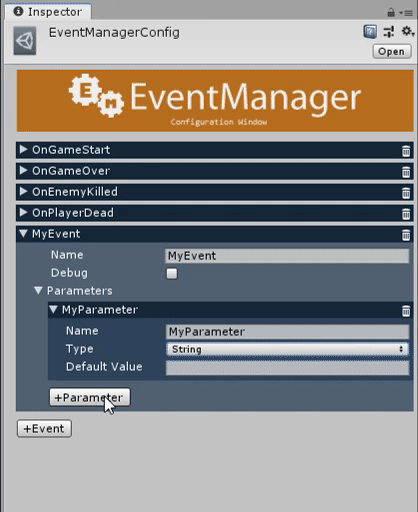 Inspector
EventManagerConfig
Open
EventManager
Configuration Window
OnGameStart
OnGameOver
OnEnemyKilled
OnPlayerDead
MyEvent
Name MyEvent
Debug
Parameters
MyParameter
Name MyParameter
Type String
Default Value
+Parameter
+Event